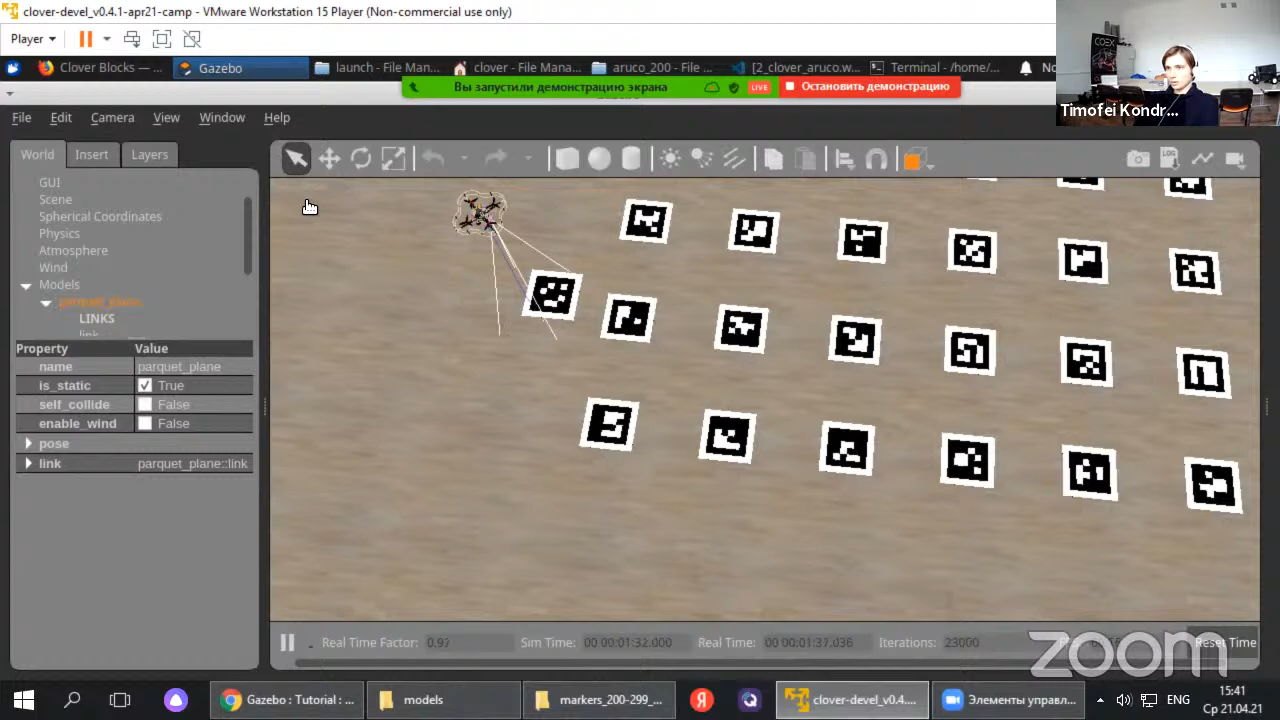 clover-devel_v0.4.1-apr21-camp - VMware Workstation 15 Player (Non-commercial use only)
Player
Clover Blocks — ...
Gazebo
launch - File Man...
clover - File Mana...
aruco_200 - File ...
[2_clover_aruco.w...
Terminal - /home/...
Вы запустили демонстрацию экрана
LIVE
Остановить демонстрацию
COEX
Timofei Kondr...
File Edit Camera View Window Help
World Insert Layers
LOG
GUI
Scene
Spherical Coordinates
Physics
Atmosphere
Wind
Models
parquet_plane
LINKS
link
Property Value
name parquet_plane
is_static True
self_collide False
enable_wind False
pose
link parquet_plane::link
Real Time Factor: 0.97 Sim Time: 00 00:01:32.000 Real Time: 00 00:01:37.036 Iterations: 23000 Reset Time
zoom
Gazebo : Tutorial : ...
models
markers_200-299_...
Я
clover-devel_v0.4....
Элементы управл...
ENG
15:41
Ср 21.04.21